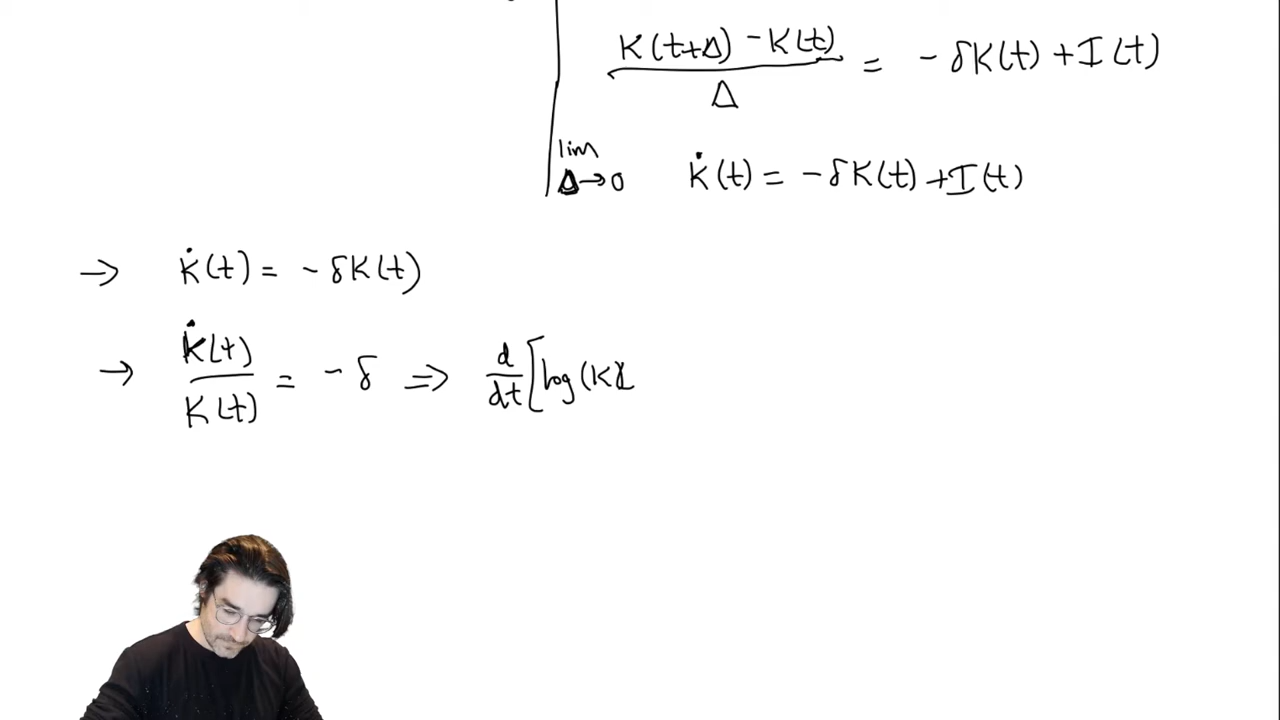 K(t+Δ) - K(t) / Δ = - δK(t) + I(t)
lim Δ→0 K̇(t) = - δK(t) + I(t)
→ K̇(t) = - δK(t)
→ K̇(t) / K(t) = - δ ⇒ d/dt [log(K)